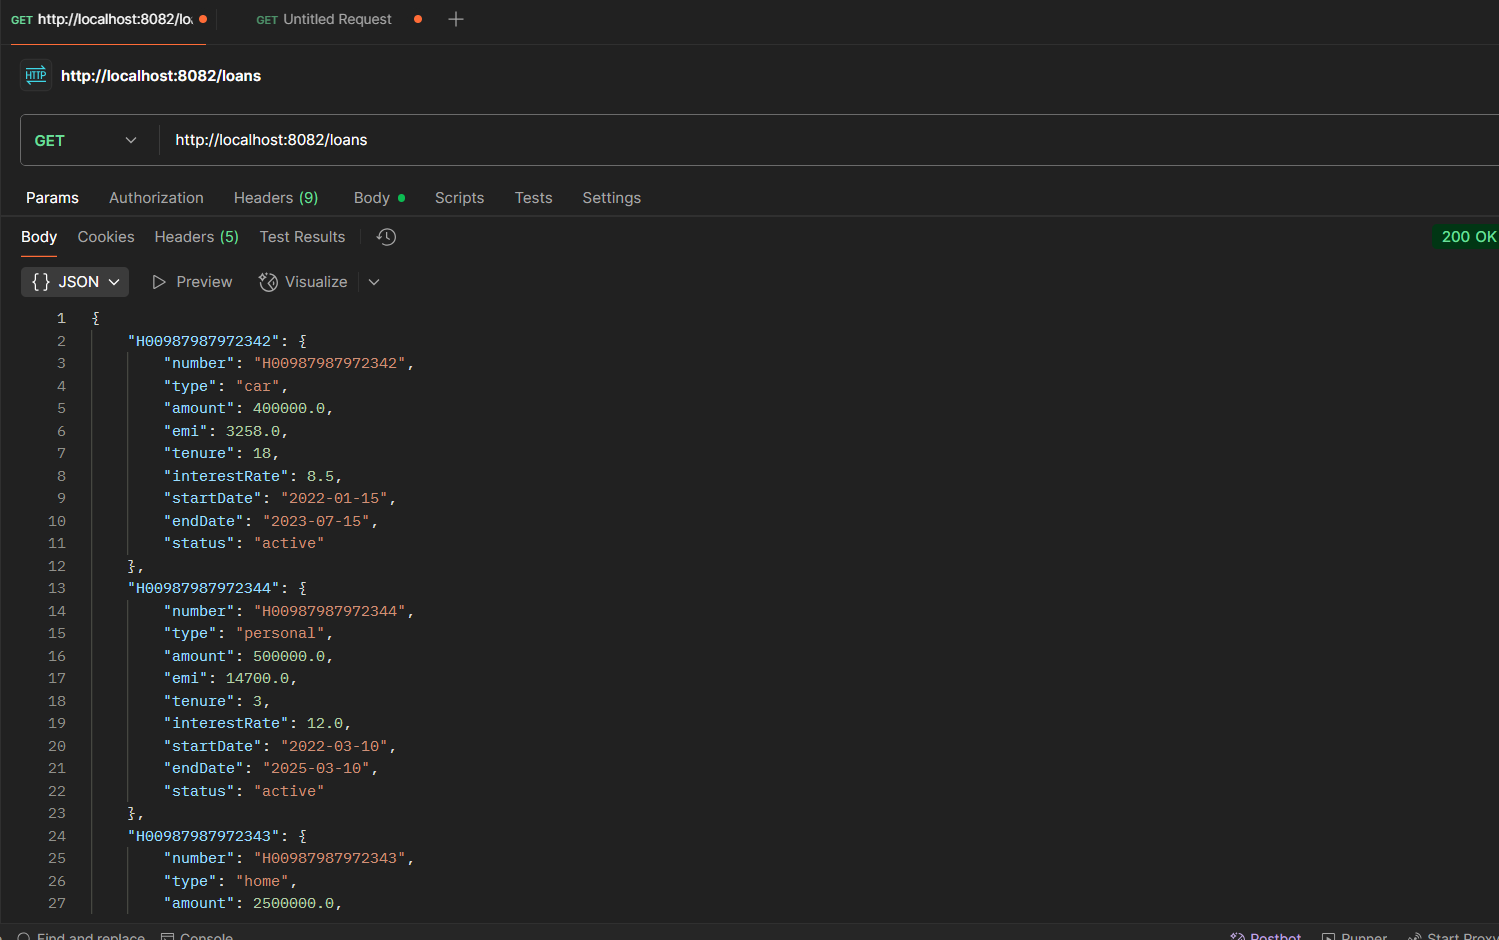 GET http://localhost:8082/lo GET Untitled Request
HTTP http://localhost:8082/loans
GET http://localhost:8082/loans
Params Authorization Headers (9) Body Scripts Tests Settings
Body Cookies Headers (5) Test Results 200 OK
{} JSON Preview Visualize
1 {
2 "H00987987972342": {
3 "number": "H00987987972342",
4 "type": "car",
5 "amount": 400000.0,
6 "emi": 3258.0,
7 "tenure": 18,
8 "interestRate": 8.5,
9 "startDate": "2022-01-15",
10 "endDate": "2023-07-15",
11 "status": "active"
12 },
13 "H00987987972344": {
14 "number": "H00987987972344",
15 "type": "personal",
16 "amount": 500000.0,
17 "emi": 14700.0,
18 "tenure": 3,
19 "interestRate": 12.0,
20 "startDate": "2022-03-10",
21 "endDate": "2025-03-10",
22 "status": "active"
23 },
24 "H00987987972343": {
25 "number": "H00987987972343",
26 "type": "home",
27 "amount": 2500000.0,
Find and replace Console Postbot Runner Start Proxy